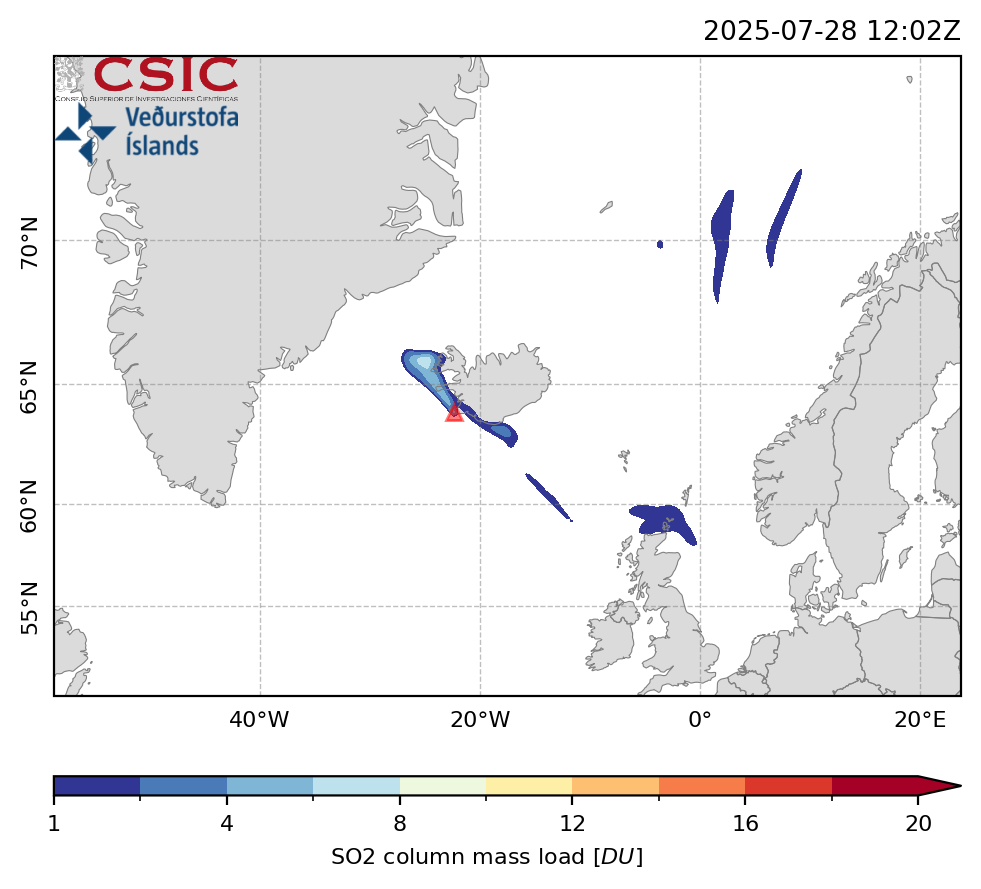 2025-07-28 12:02Z
CSIC
CONSEJO SUPERIOR DE INVESTIGACIONES CIENTÍFICAS
Veðurstofa
Íslands
70°N
65°N
60°N
55°N
40°W 20°W 0° 20°E
1 4 8 12 16 20
SO2 column mass load [DU]